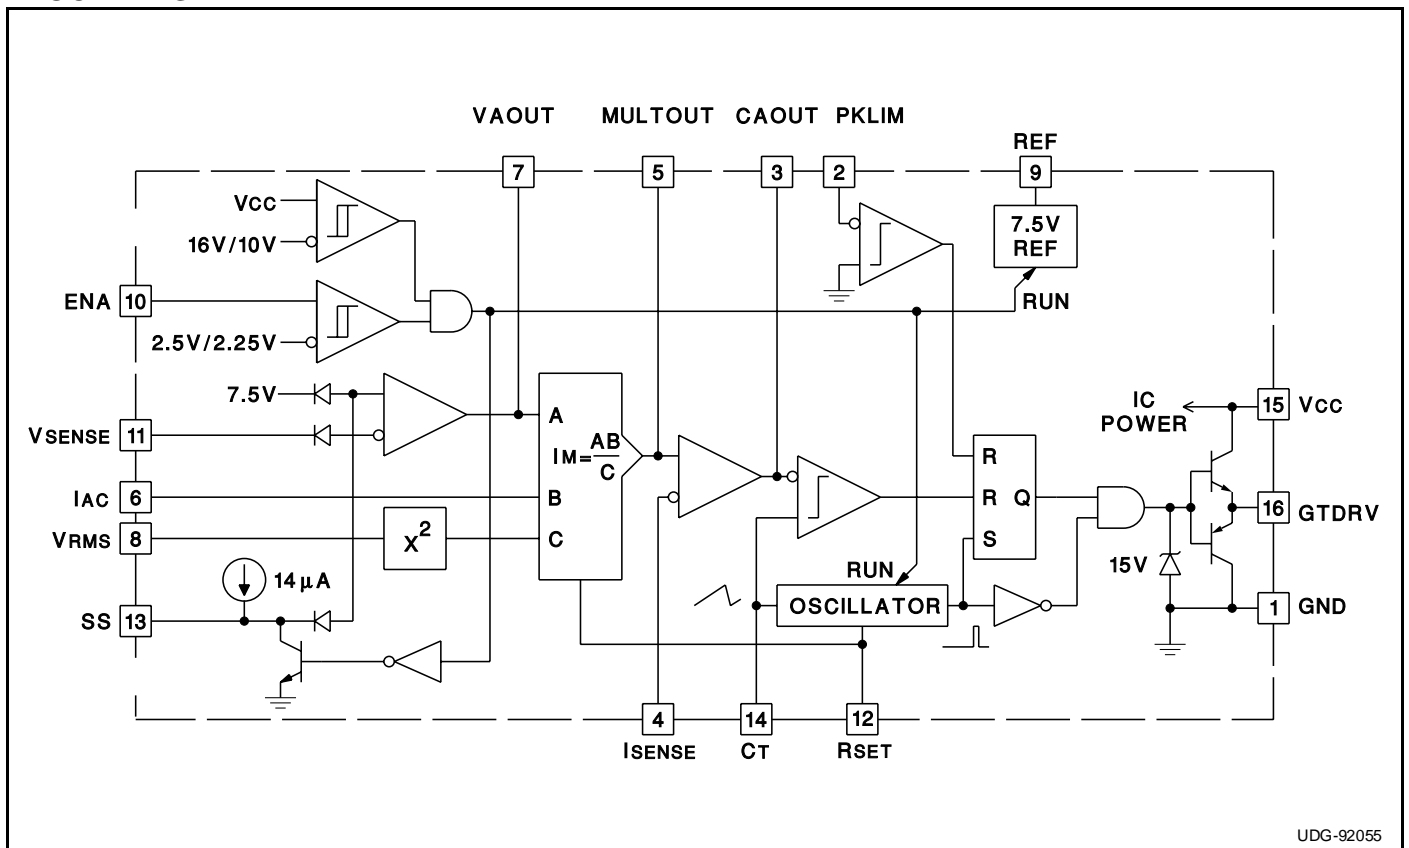 VAOUT MULTOUT CAOUT PKLIM
REF
7 5 3 2 9
VCC
16V/10V
7.5V
REF
ENA 10
RUN
2.5V/2.25V
7.5V
VSENSE 11
A
IM=AB/C
B
C
IAC 6
VRMS 8
X²
R
R Q
S
IC
POWER
15 VCC
16 GTDRV
15V
1 GND
14µA
SS 13
RUN
OSCILLATOR
4 14 12
ISENSE CT RSET
UDG-92055